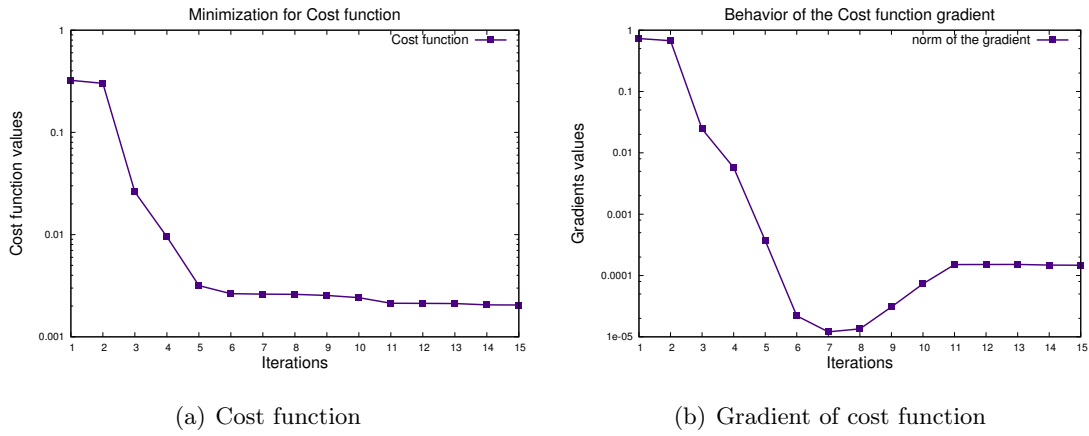 Minimization for Cost function
1
Cost function
0.1
0.01
0.001
Cost function values
1 2 3 4 5 6 7 8 9 10 11 12 13 14 15
Iterations
(a) Cost function
Behavior of the Cost function gradient
1
norm of the gradient
0.1
0.01
0.001
0.0001
1e-05
Gradients values
1 2 3 4 5 6 7 8 9 10 11 12 13 14 15
Iterations
(b) Gradient of cost function